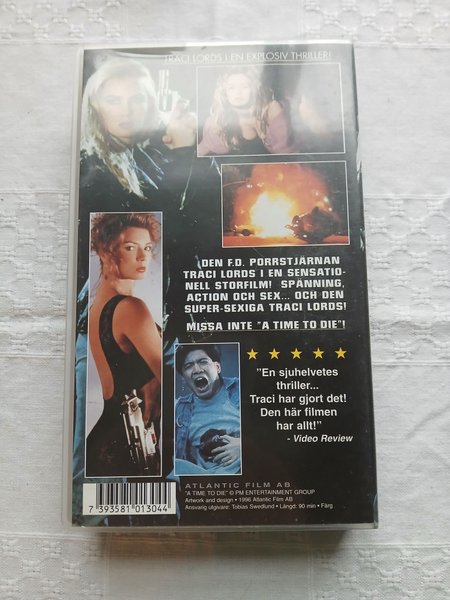 TRACI LORDS I EN EXPLOSIV THRILLER!
DEN F.D. PORRSTJÄRNAN
TRACI LORDS I EN SENSATIO-
NELL STORFILM! SPÄNNING,
ACTION OCH SEX... OCH DEN
SUPER-SEXIGA TRACI LORDS!
MISSA INTE "A TIME TO DIE"!
"En sjuhelvetes
thriller...
Traci har gjort det!
Den här filmen
har allt!"
- Video Review
ATLANTIC FILM AB
"A TIME TO DIE" © PM ENTERTAINMENT GROUP
Artwork and design • 1996 Atlantic Film AB
Ansvarig utgivare: Tobias Swedlund • Längd: 90 min • Färg
7 393581 013044